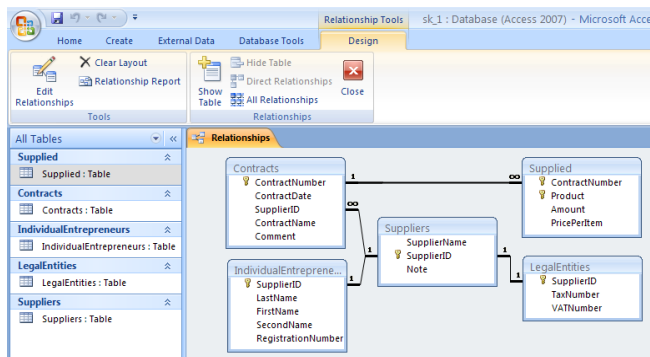 Relationship Tools
sk_1 : Database (Access 2007) - Microsoft Acce
Home Create External Data Database Tools Design
Edit Relationships
Clear Layout
Relationship Report
Tools
Show Table
Hide Table
Direct Relationships
All Relationships
Close
Relationships
All Tables
Supplied
Supplied : Table
Contracts
Contracts : Table
IndividualEntrepreneurs
IndividualEntrepreneurs : Table
LegalEntities
LegalEntities : Table
Suppliers
Suppliers : Table
Relationships
Contracts
ContractNumber
ContractDate
SupplierID
ContractName
Comment
1
∞
Supplied
ContractNumber
Product
Amount
PricePerItem
∞
1
Suppliers
SupplierName
SupplierID
Note
1
IndividualEntreprene...
SupplierID
LastName
FirstName
SecondName
RegistrationNumber
1
1
LegalEntities
SupplierID
TaxNumber
VATNumber